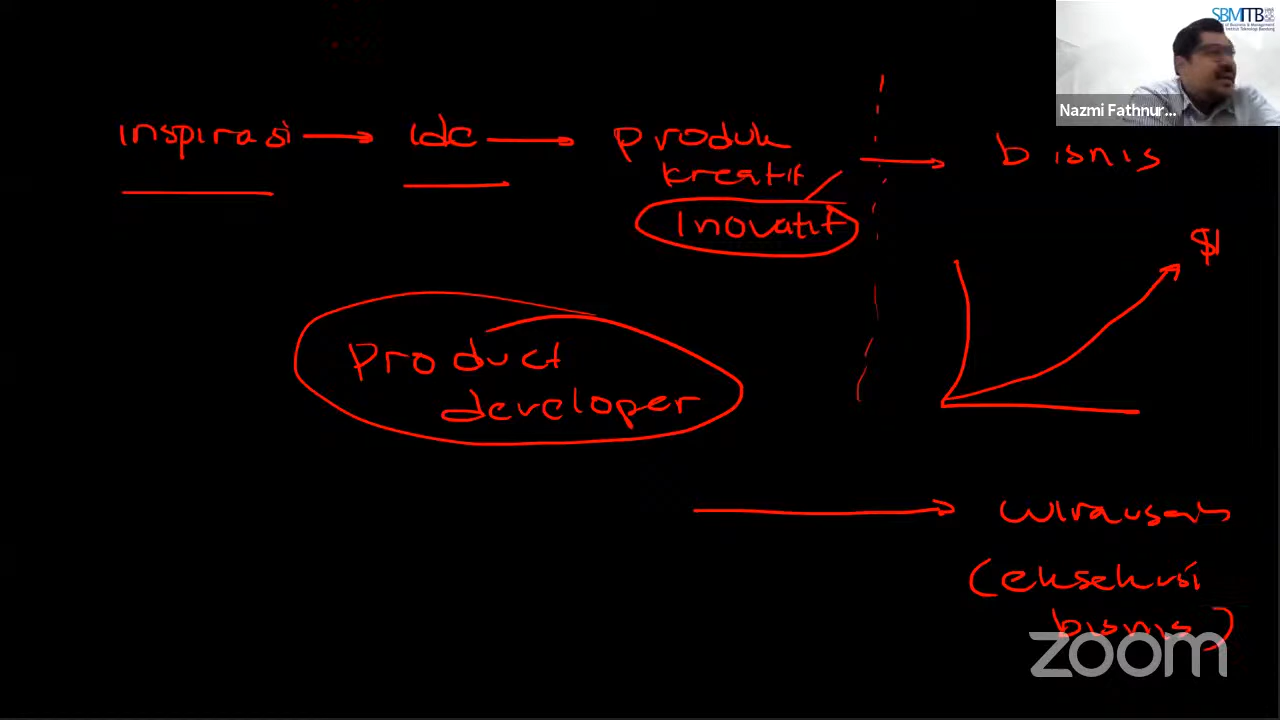 SBM ITB
Nazmi Fathnur...
inspirasi → ide → produk
kreatif
Inovatif
bisnis
$
Product
developer
wirausaha
(eksekusi
bisnis)
zoom